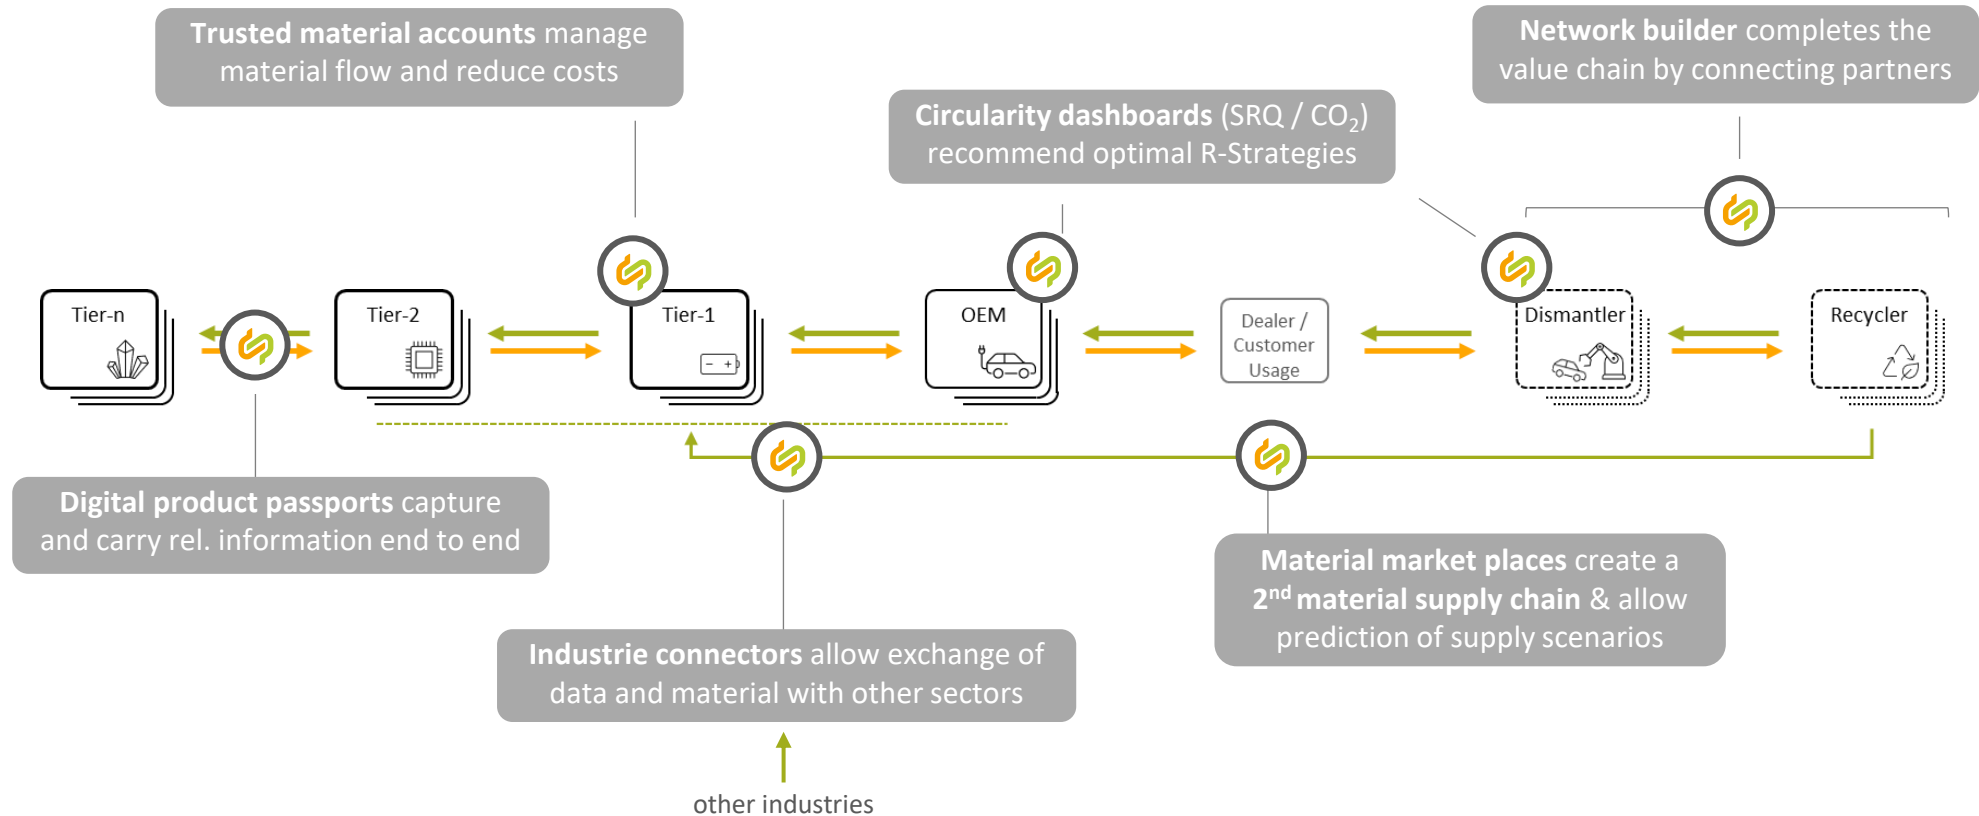 Trusted material accounts manage
material flow and reduce costs
Network builder completes the
value chain by connecting partners
Circularity dashboards (SRQ / CO₂)
recommend optimal R-Strategies
Tier-n
Tier-2
Tier-1
- +
OEM
Dealer /
Customer
Usage
Dismantler
Recycler
Digital product passports capture
and carry rel. information end to end
Material market places create a
2ⁿᵈ material supply chain & allow
prediction of supply scenarios
Industrie connectors allow exchange of
data and material with other sectors
other industries